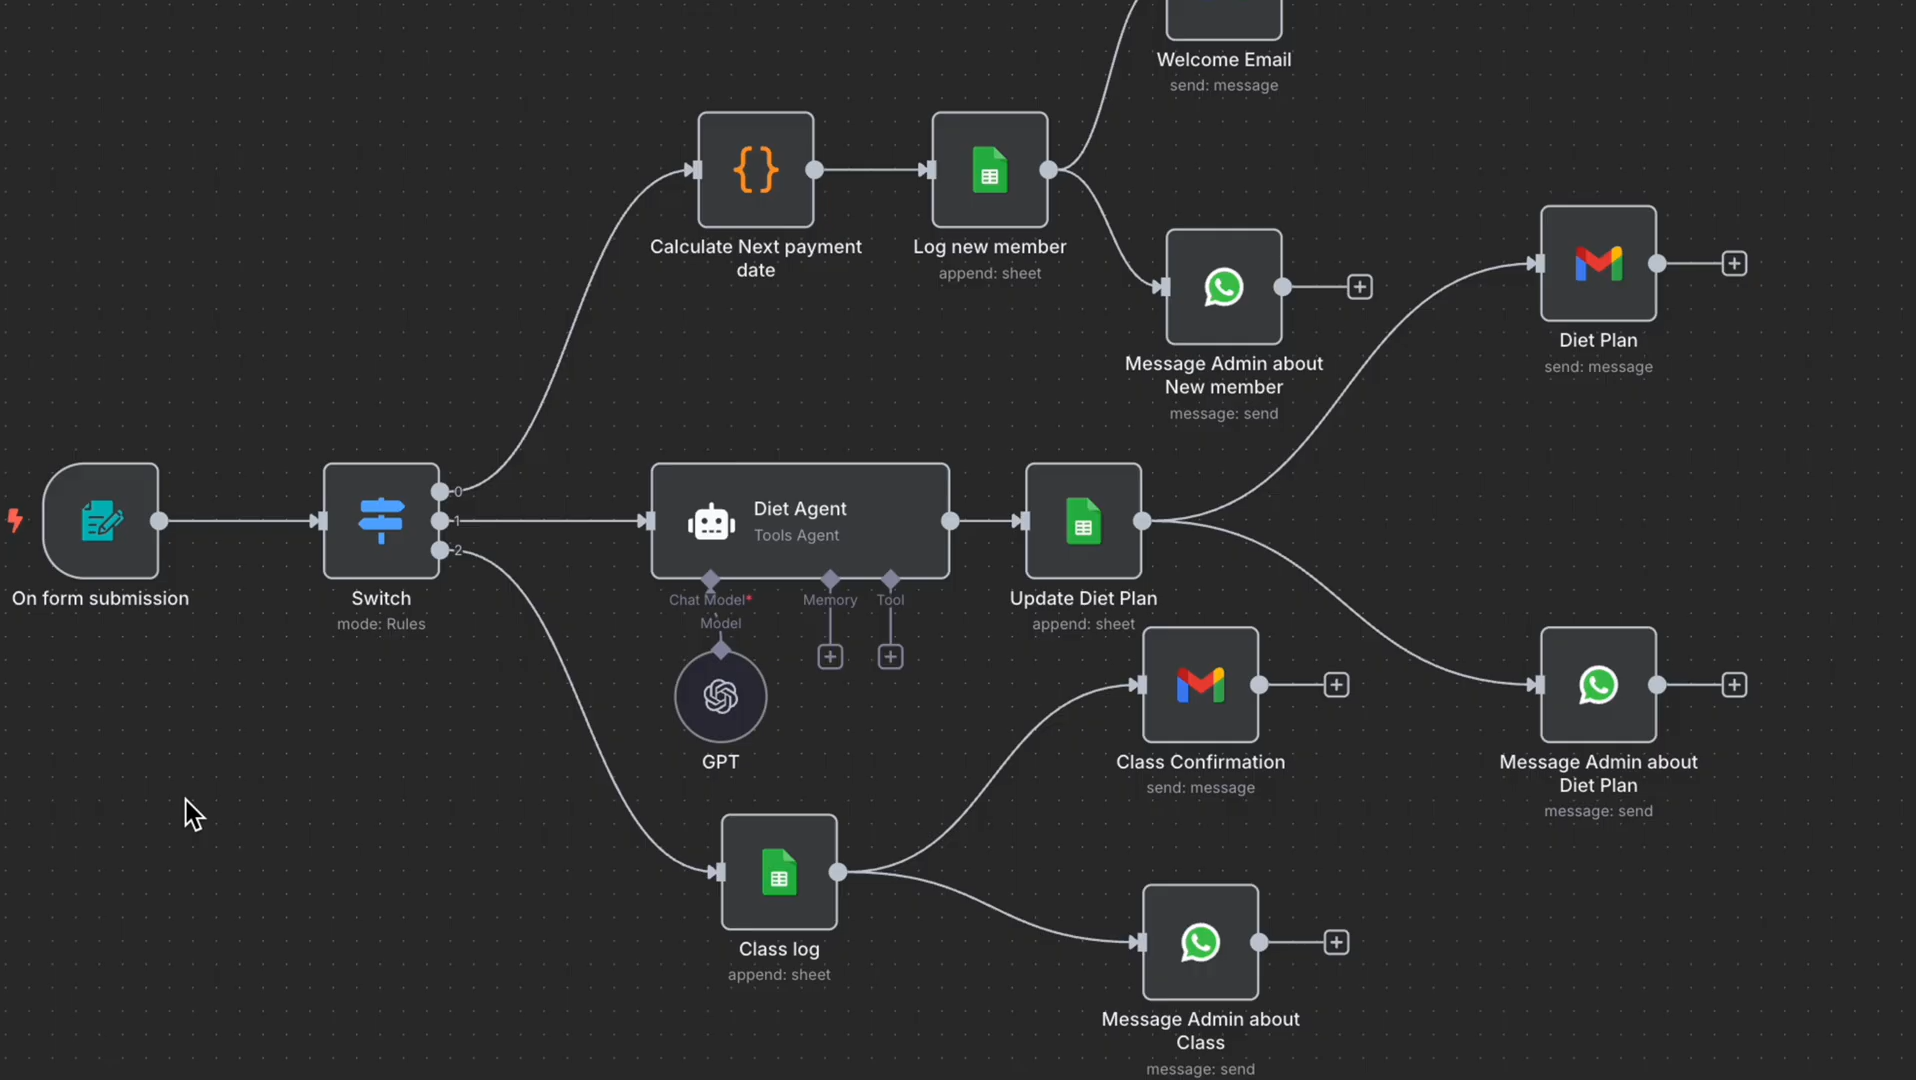 Welcome Email
send: message
Calculate Next payment
date
Log new member
append: sheet
Message Admin about
New member
message: send
Diet Plan
send: message
On form submission
Switch
mode: Rules
0
1
2
Diet Agent
Tools Agent
Chat Model*
Model
Memory
Tool
GPT
Update Diet Plan
append: sheet
Class Confirmation
send: message
Message Admin about
Diet Plan
message: send
Class log
append: sheet
Message Admin about
Class
message: send